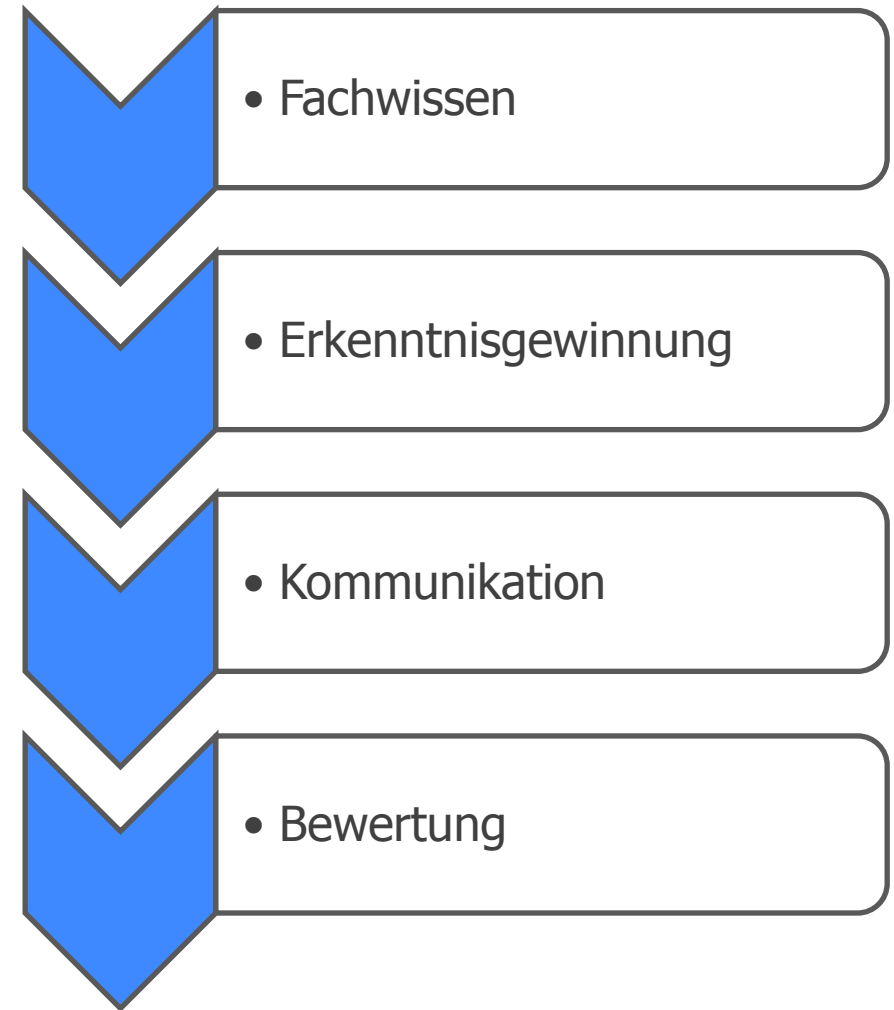 • Fachwissen
• Erkenntnisgewinnung
• Kommunikation
• Bewertung